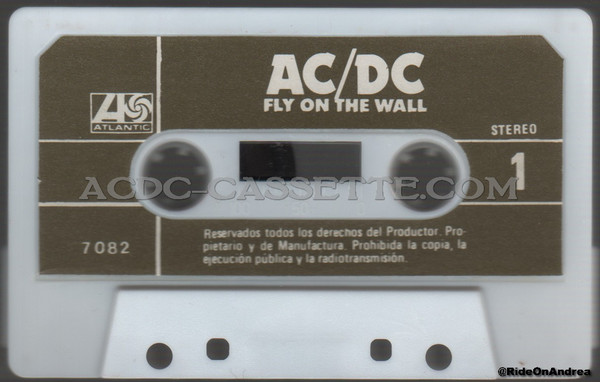 AC/DC
FLY ON THE WALL
ATLANTIC
STEREO
1
ACDC-CASSETTE.COM
7082
Reservados todos los derechos del Productor. Pro-
pietario y de Manufactura. Prohibida la copia, la
ejecución pública y la radiotransmisión.
@RideOnAndrea